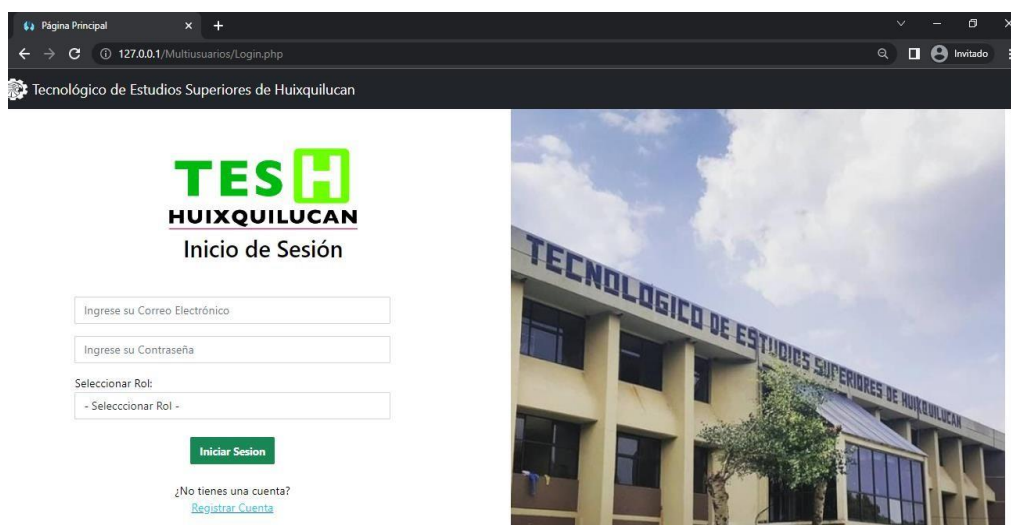 Página Principal
127.0.0.1/Multiusuarios/Login.php
Invitado
Tecnológico de Estudios Superiores de Huixquilucan
TESH
HUIXQUILUCAN
Inicio de Sesión
Ingrese su Correo Electrónico
Ingrese su Contraseña
Seleccionar Rol:
- Selecccionar Rol -
Iniciar Sesion
¿No tienes una cuenta?
Registrar Cuenta
TECNOLOGICO DE ESTUDIOS SUPERIORES DE HUIXQUILUCAN